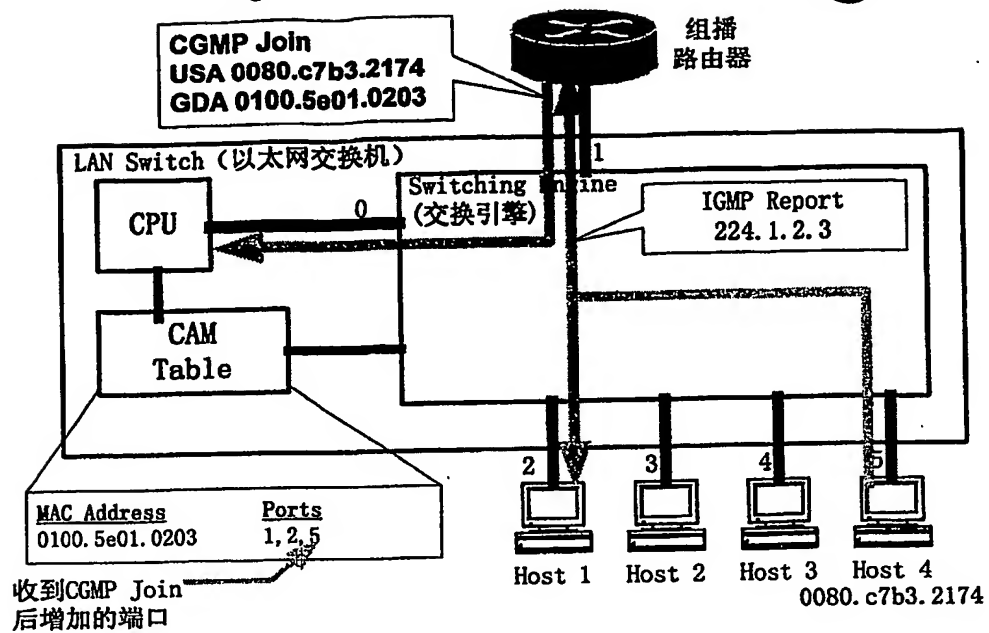 CGMP Join
USA 0080.c7b3.2174
GDA 0100.5e01.0203
组播
路由器
LAN Switch（以太网交换机）
1
Switching Engine
(交换引擎)
IGMP Report
224.1.2.3
CPU
0
CAM
Table
2
3
4
5
MAC Address Ports
0100.5e01.0203 1,2,5
Host 1 Host 2 Host 3 Host 4
0080.c7b3.2174
收到CGMP Join
后增加的端口